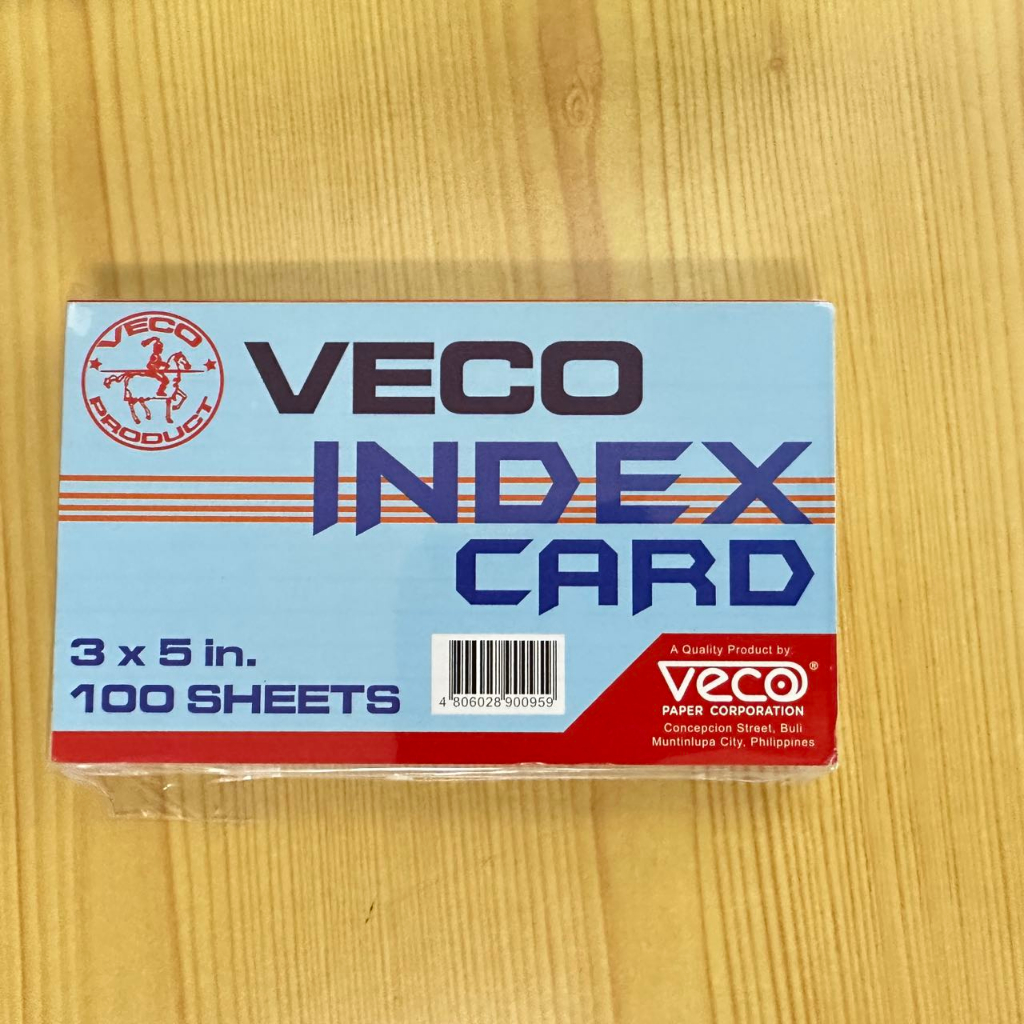 VECO
PRODUCT
VECO
INDEX
CARD
3 x 5 in.
100 SHEETS
4 806028 900959
A Quality Product by:
veco®
PAPER CORPORATION
Concepcion Street, Buli
Muntinlupa City, Philippines